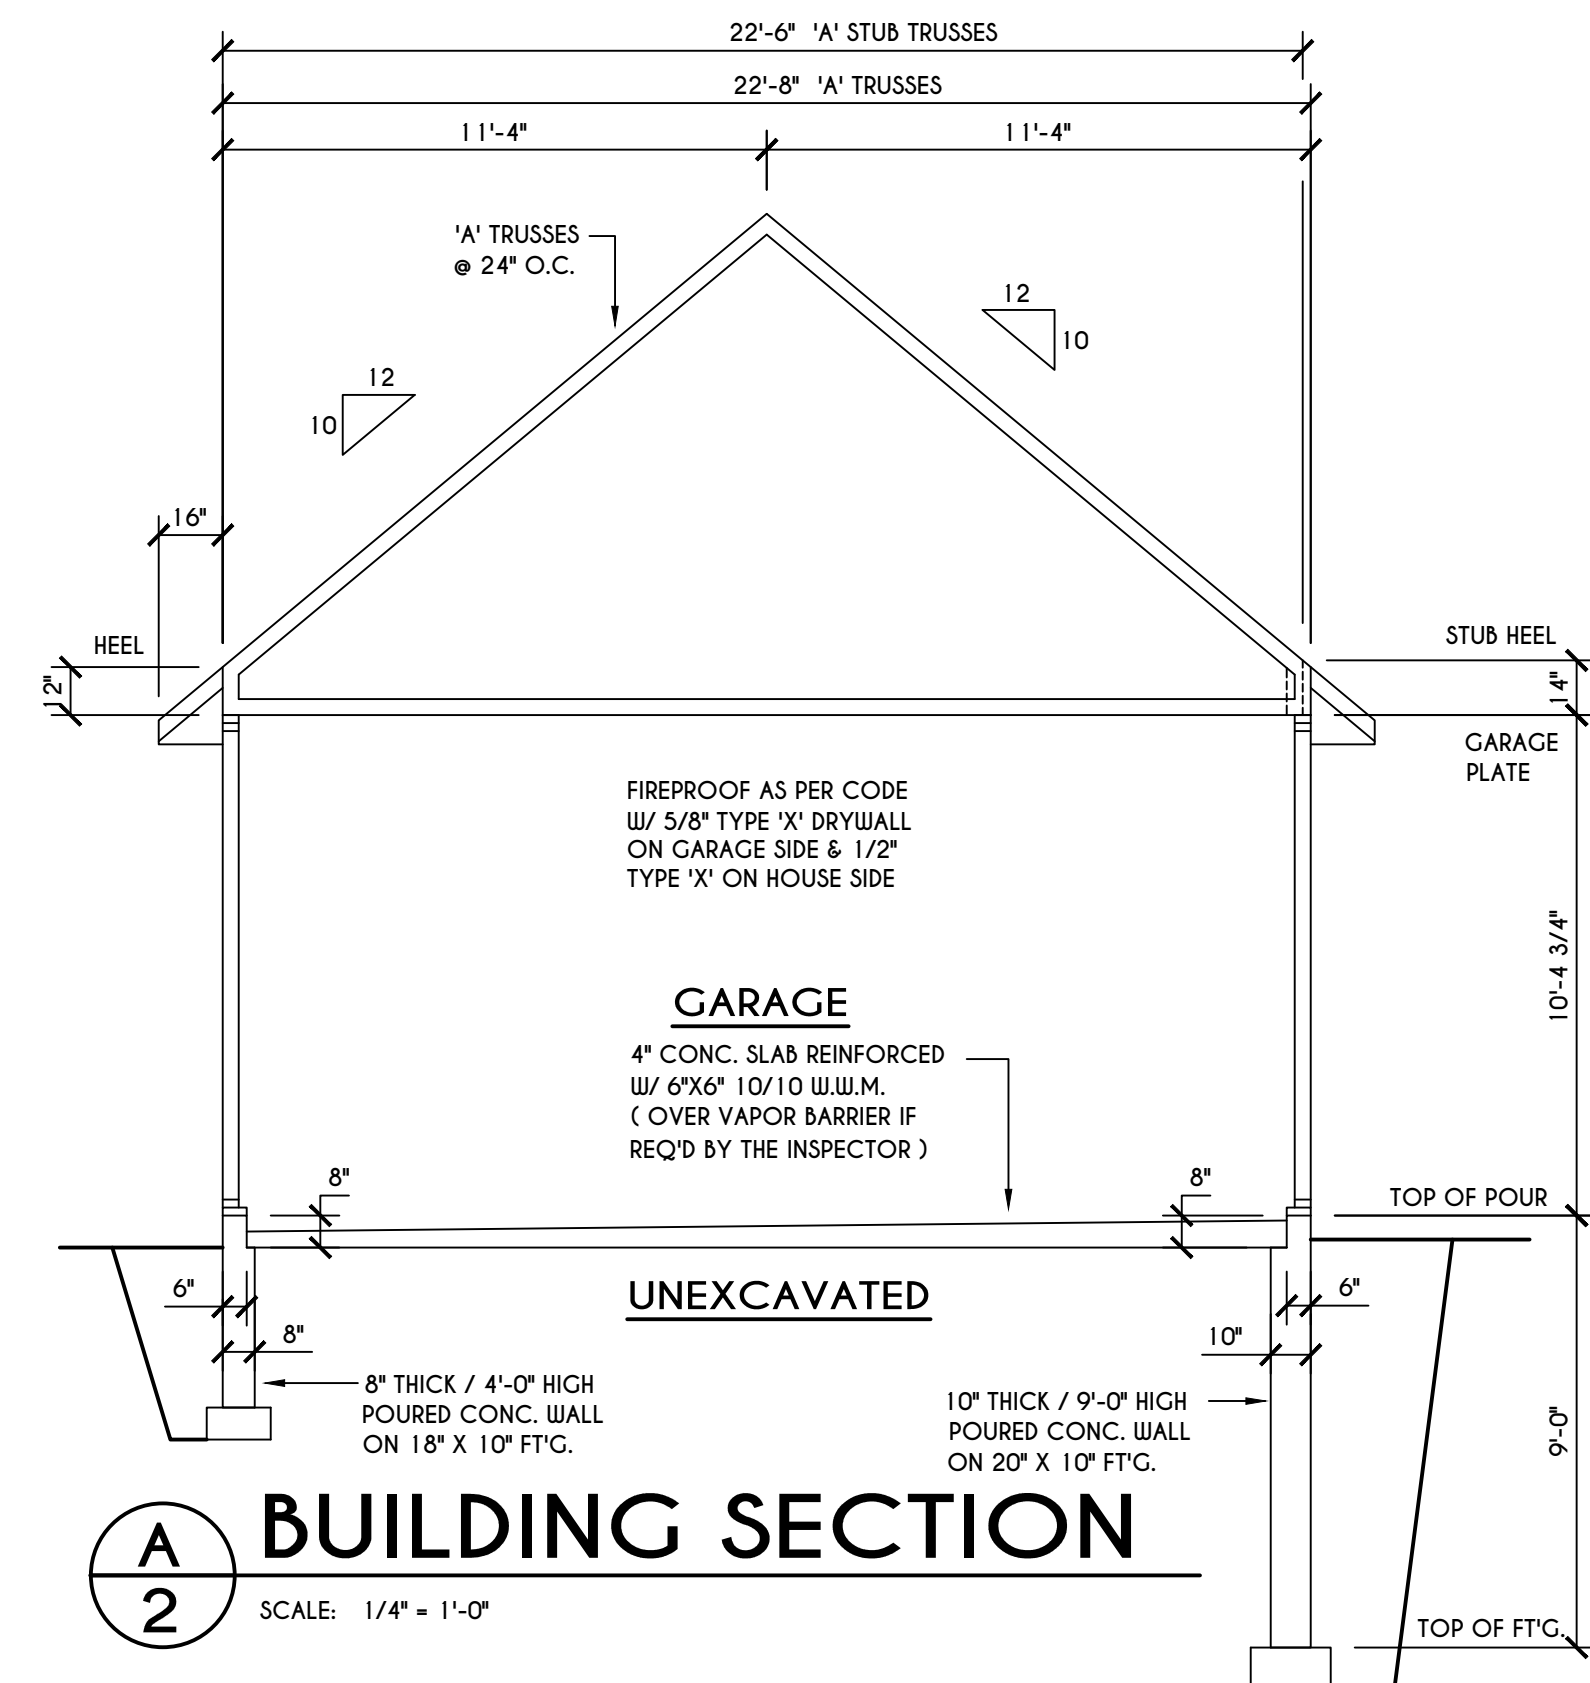 22'-6" 'A' STUB TRUSSES
22'-8" 'A' TRUSSES
11'-4" 11'-4"
'A' TRUSSES
@ 24" O.C.
12
10
12
10
16"
HEEL
12"
STUB HEEL
14"
GARAGE
PLATE
FIREPROOF AS PER CODE
W/ 5/8" TYPE 'X' DRYWALL
ON GARAGE SIDE & 1/2"
TYPE 'X' ON HOUSE SIDE
10'-4 3/4"
GARAGE
4" CONC. SLAB REINFORCED
W/ 6"X6" 10/10 W.W.M.
( OVER VAPOR BARRIER IF
REQ'D BY THE INSPECTOR )
8" 8"
TOP OF POUR
6"
UNEXCAVATED
6"
8"
10"
8" THICK / 4'-0" HIGH
POURED CONC. WALL
ON 18" X 10" FT'G.
10" THICK / 9'-0" HIGH
POURED CONC. WALL
ON 20" X 10" FT'G.
9'-0"
A
2
BUILDING SECTION
SCALE: 1/4" = 1'-0"
TOP OF FT'G.